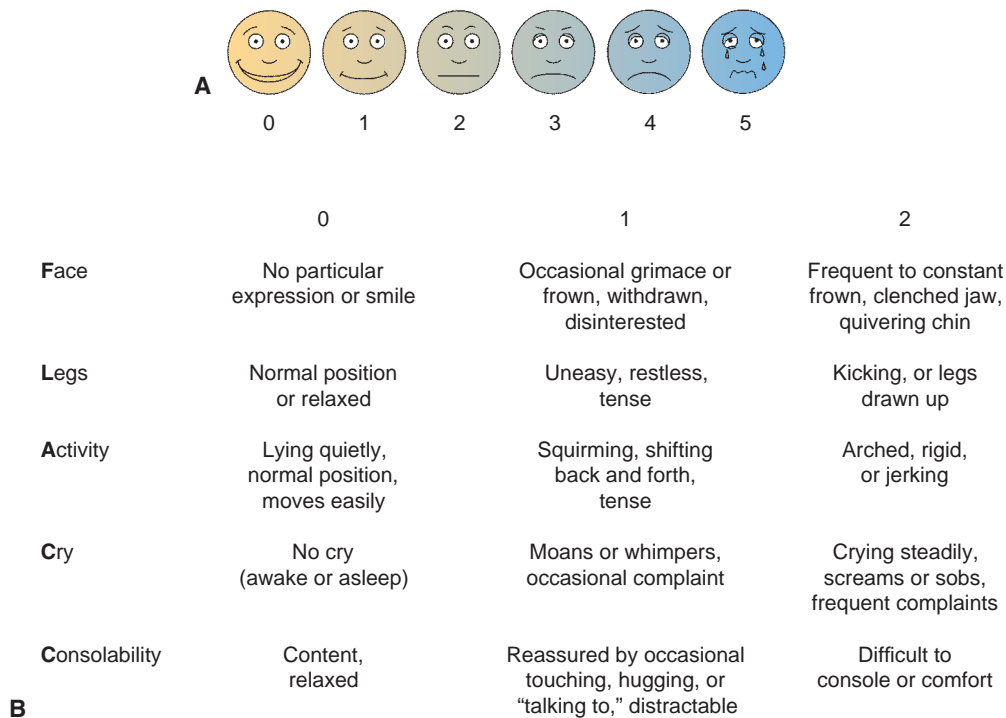 A
0 1 2 3 4 5
0 1 2
Face No particular Occasional grimace or Frequent to constant
expression or smile frown, withdrawn, frown, clenched jaw,
disinterested quivering chin
Legs Normal position Uneasy, restless, Kicking, or legs
or relaxed tense drawn up
Activity Lying quietly, Squirming, shifting Arched, rigid,
normal position, back and forth, or jerking
moves easily tense
Cry No cry Moans or whimpers, Crying steadily,
(awake or asleep) occasional complaint screams or sobs,
frequent complaints
Consolability Content, Reassured by occasional Difficult to
relaxed touching, hugging, or console or comfort
B “talking to,” distractable